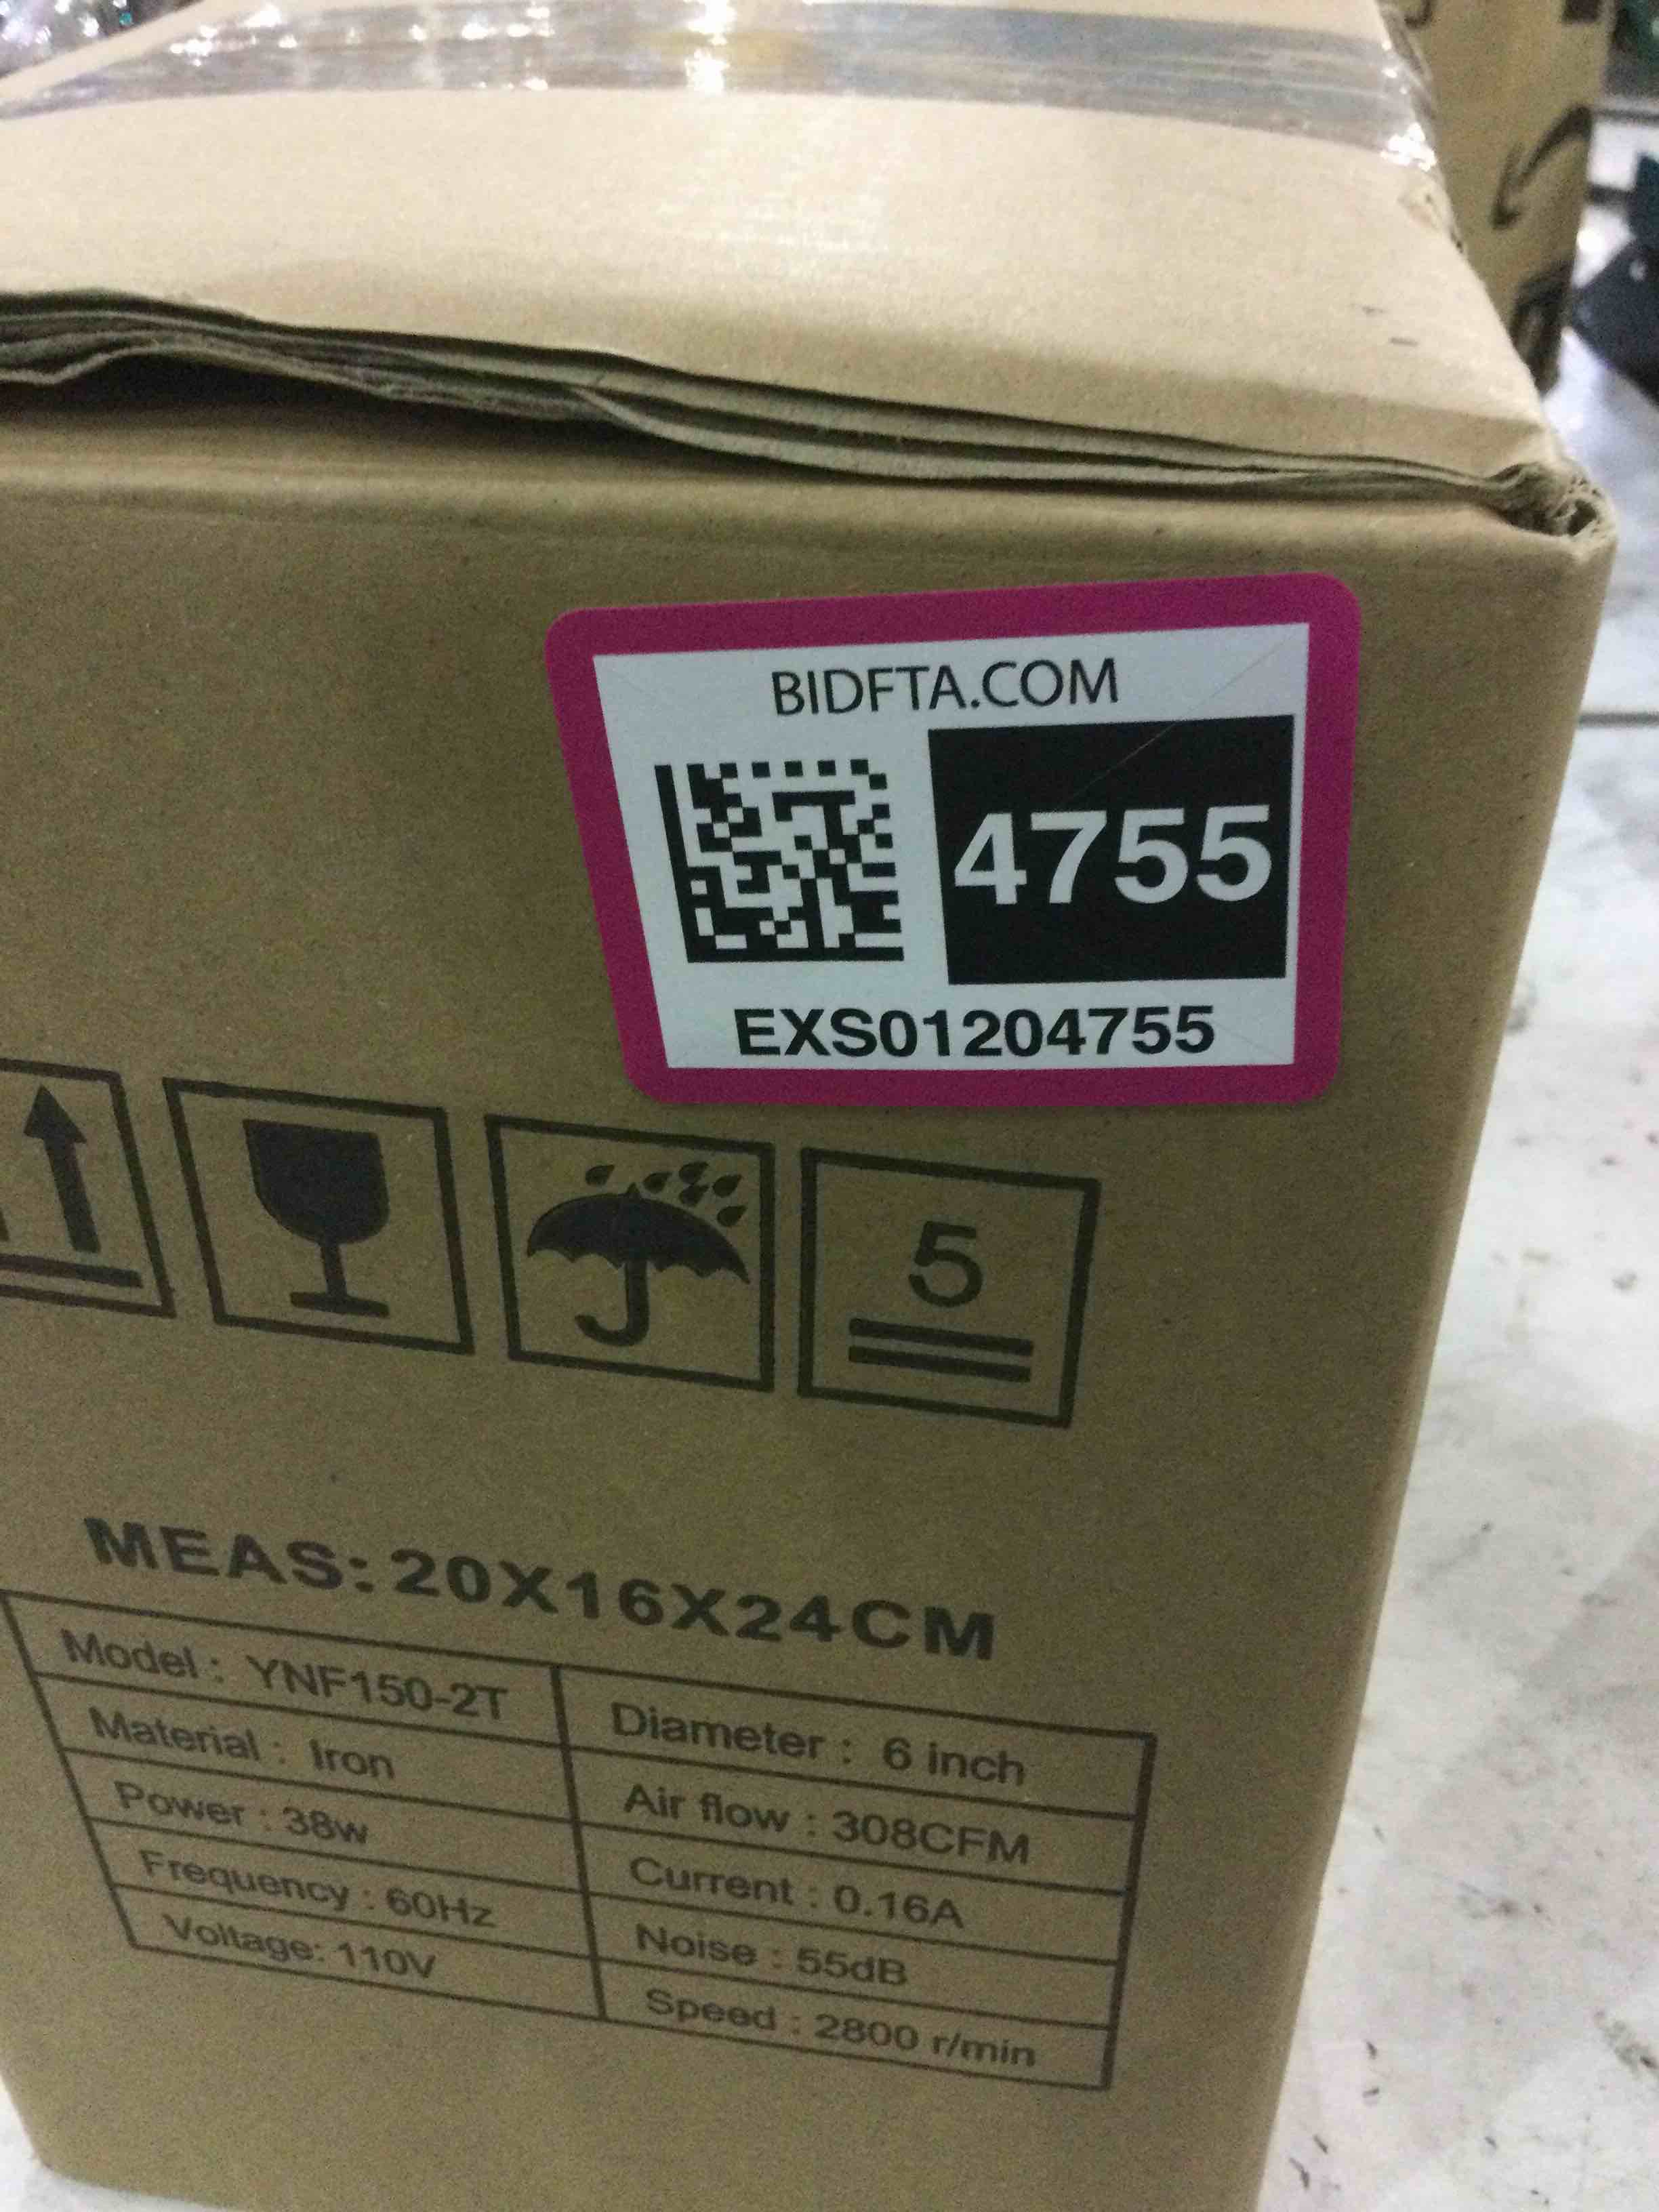 BIDFTA.COM
4755
EXS01204755
5
MEAS: 20X16X24CM
Model : YNF150-2T
Diameter : 6 inch
Material : Iron
Air flow : 308CFM
Power : 38w
Current : 0.16A
Frequency : 60Hz
Noise : 55dB
Voltage: 110V
Speed : 2800 r/min